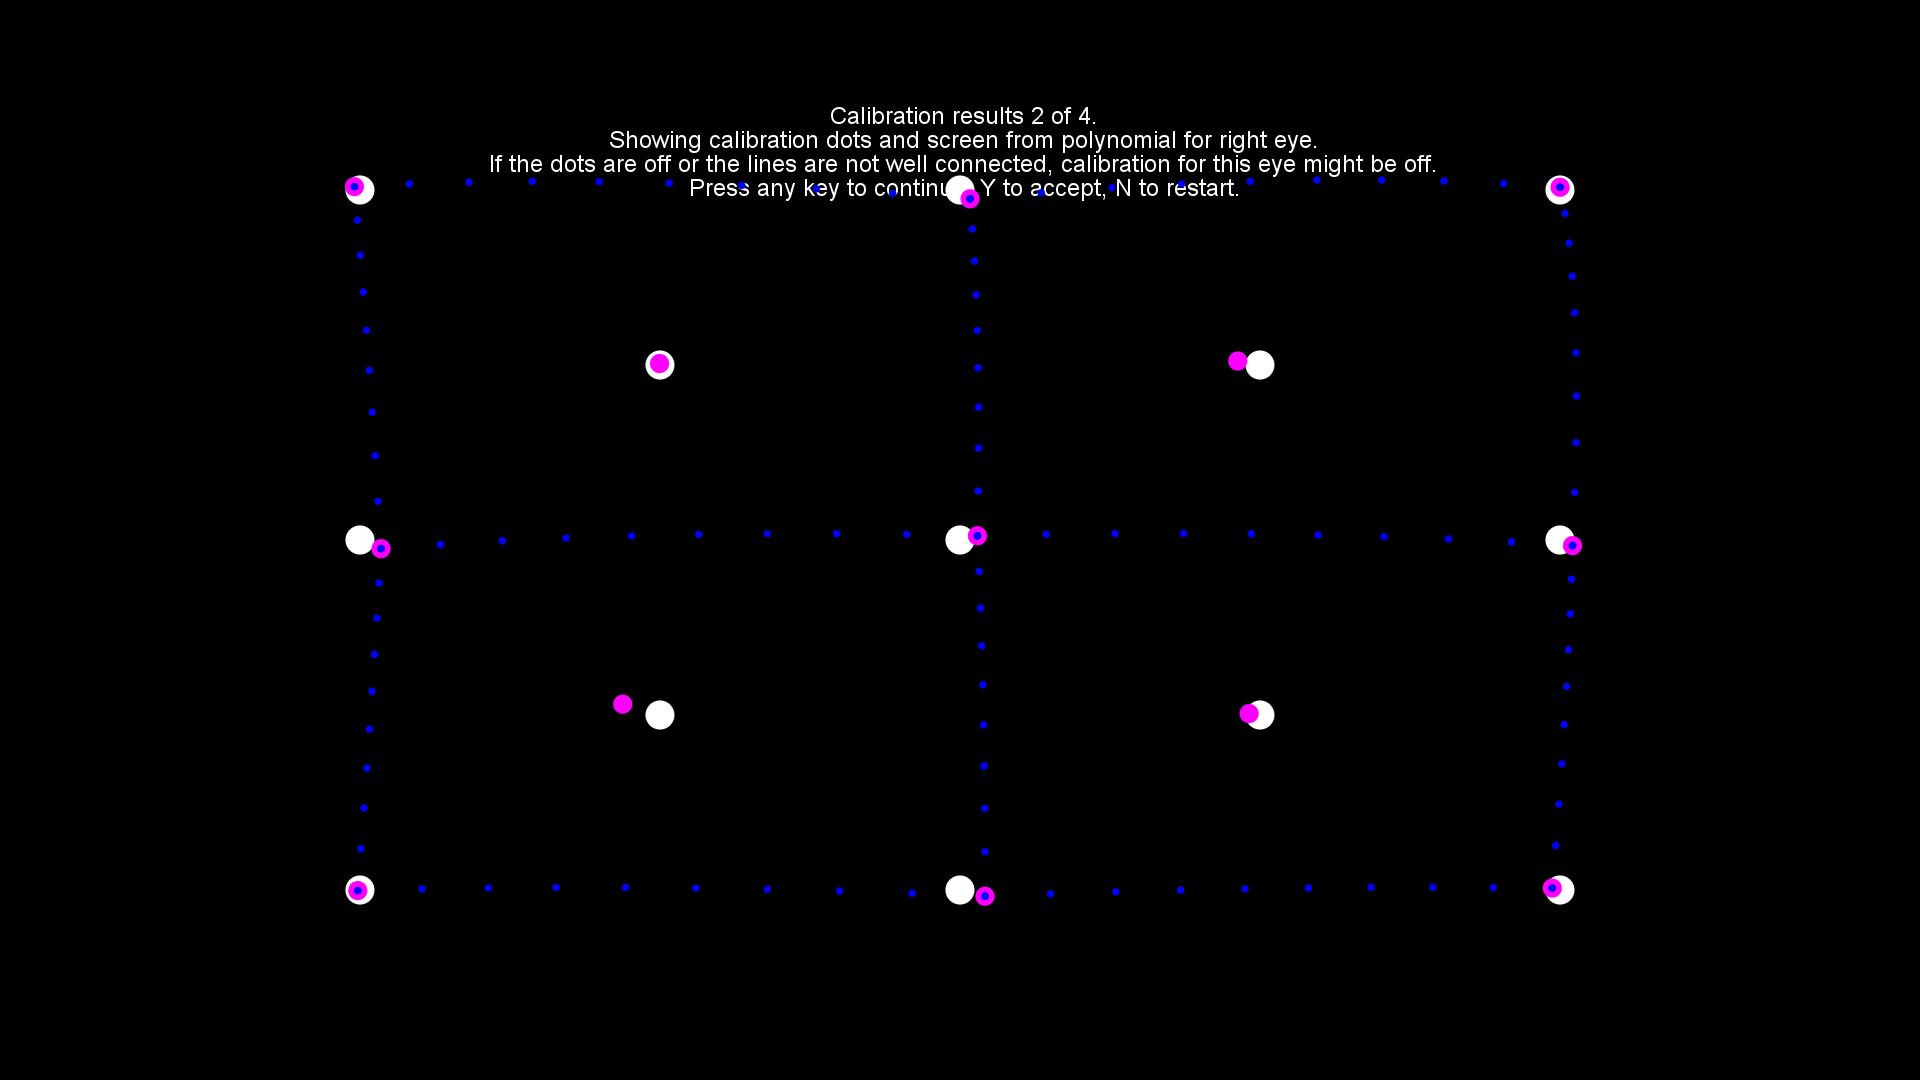 Calibration results 2 of 4.
Showing calibration dots and screen from polynomial for right eye.
If the dots are off or the lines are not well connected, calibration for this eye might be off.
Press any key to continue, Y to accept, N to restart.